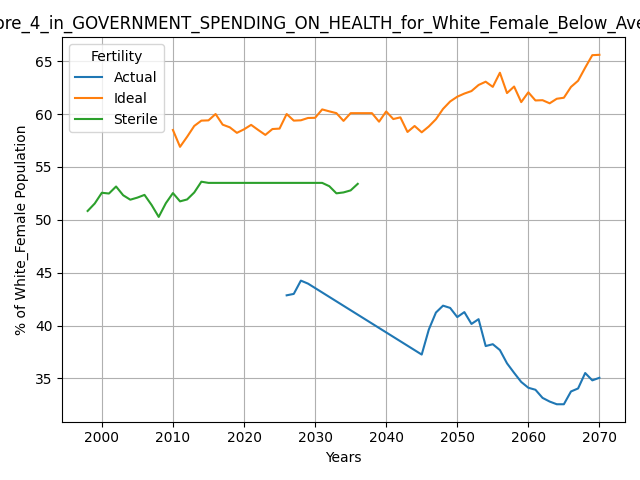 ore_4_in_GOVERNMENT_SPENDING_ON_HEALTH_for_White_Female_Below_Ave
Fertility
Actual
Ideal
Sterile
% of White_Female Population
65
60
55
50
45
40
35
2000
2010
2020
2030
2040
2050
2060
2070
Years